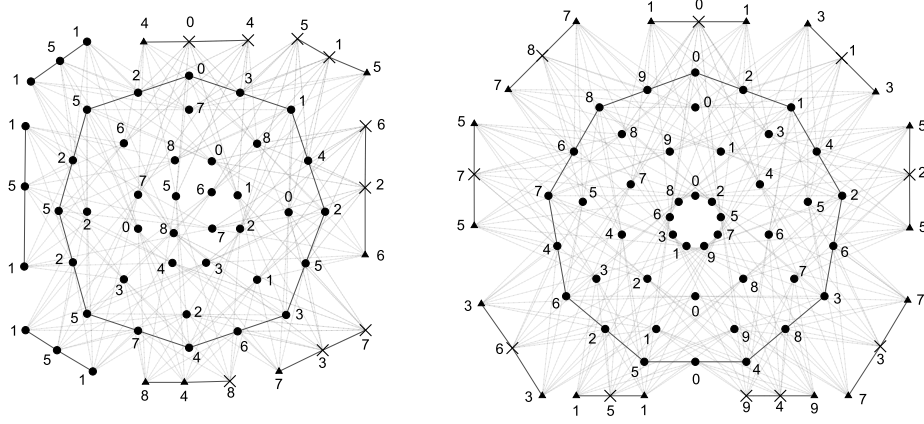 4 0 5
1
5 1
0 5
1 2 3
5 7 1
1 6 8 6
8 0
2 4
5 7 5 6 1 0 2
5 2
2 0 8 7 2
1 2 4 3 5 6
3 1
5 2 3
1 7 6 7
5 4 3
1 7
8 4 8
7 1 0 1 3
8 0 1
9 2
7 3
8 0 1
5 8 3 5
6 9 1 4
7 7 0 4 2
7 5 8 2 5 2
5 6 5 5
4 4 3 7 6 6
1 9
3 2 8 7
3 6 0 3 7
2 1 9 8
6 3
5 0 4
3 7
1 5 1 9 4 9